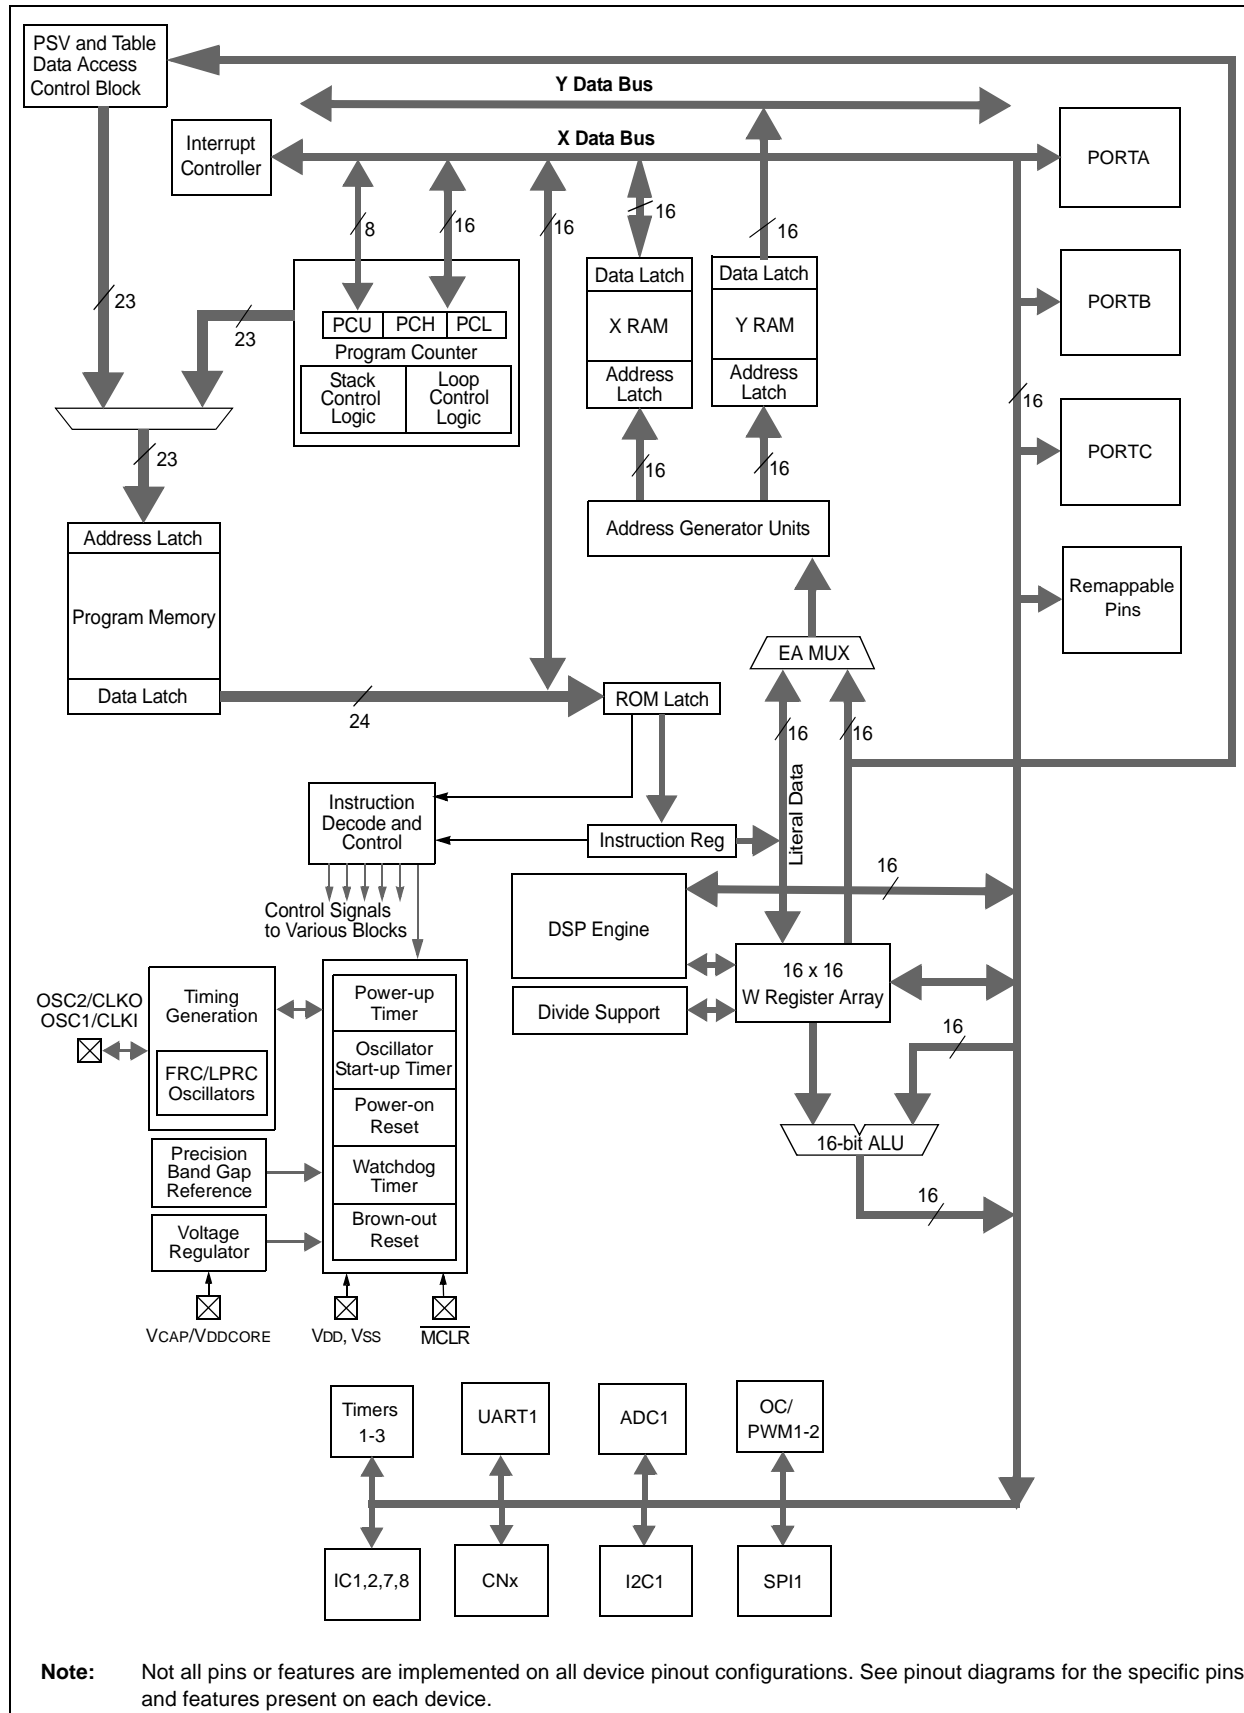 PSV and Table
Data Access
Control Block
Y Data Bus
X Data Bus
Interrupt
Controller
PORTA
8
16
16
16
16
Data Latch
X RAM
Address
Latch
Data Latch
Y RAM
Address
Latch
23
23
PCU
PCH
PCL
Program Counter
Stack
Control
Logic
Loop
Control
Logic
PORTB
16
PORTC
23
16
16
Address Latch
Program Memory
Data Latch
Address Generator Units
Remappable
Pins
EA MUX
24
ROM Latch
16
16
Literal Data
Instruction
Decode and
Control
Instruction Reg
Control Signals
to Various Blocks
16
DSP Engine
16 x 16
W Register Array
Divide Support
OSC2/CLKO
OSC1/CLKI
Timing
Generation
FRC/LPRC
Oscillators
Power-up
Timer
Oscillator
Start-up Timer
Power-on
Reset
Watchdog
Timer
Brown-out
Reset
16
16-bit ALU
16
Precision
Band Gap
Reference
Voltage
Regulator
VCAP/VDDCORE
VDD, VSS
MCLR
Timers
1-3
UART1
ADC1
OC/
PWM1-2
IC1,2,7,8
CNx
I2C1
SPI1
Note: Not all pins or features are implemented on all device pinout configurations. See pinout diagrams for the specific pins
and features present on each device.